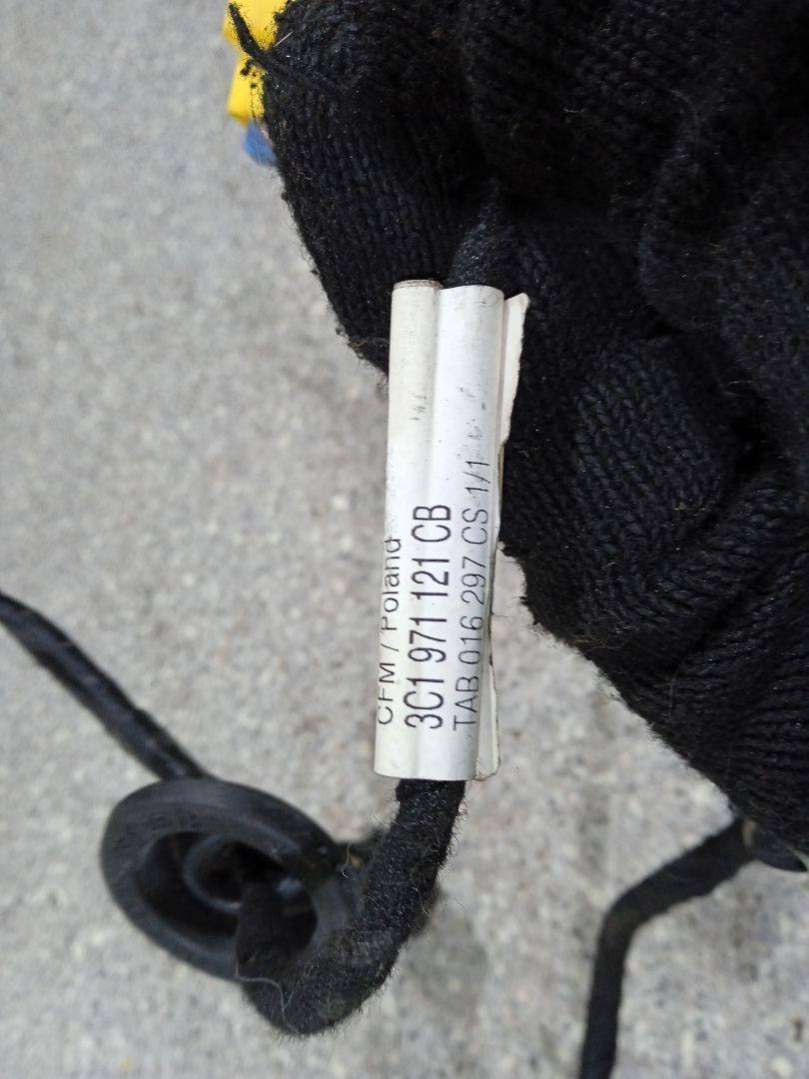 CFM / Poland
3C1 971 121 CB
TAB 016 297 CS 1/1